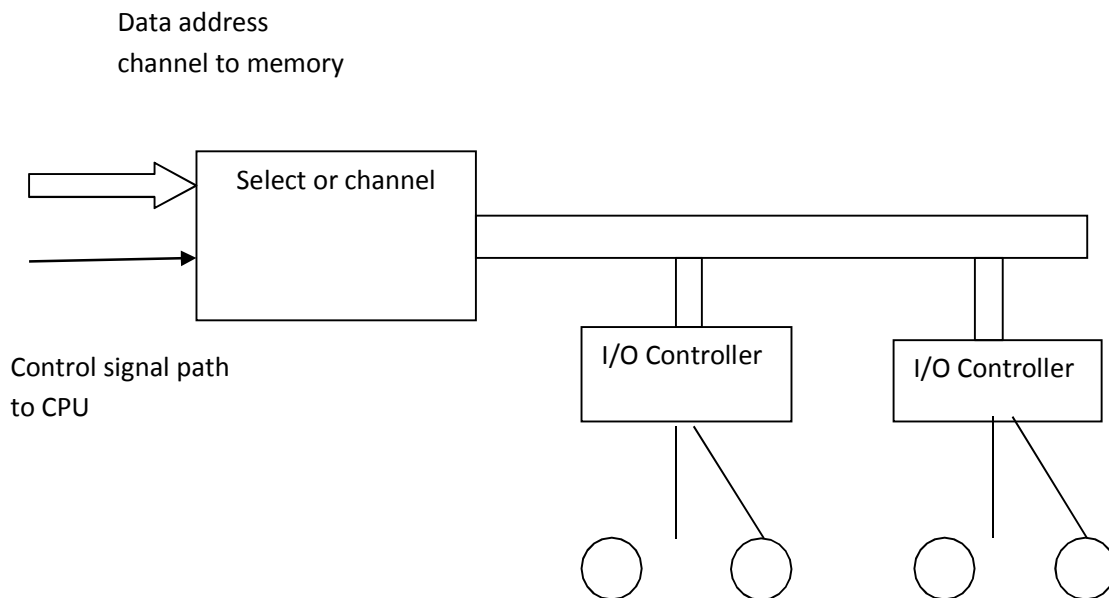 Data address
channel to memory
Select or channel
I/O Controller
I/O Controller
Control signal path
to CPU